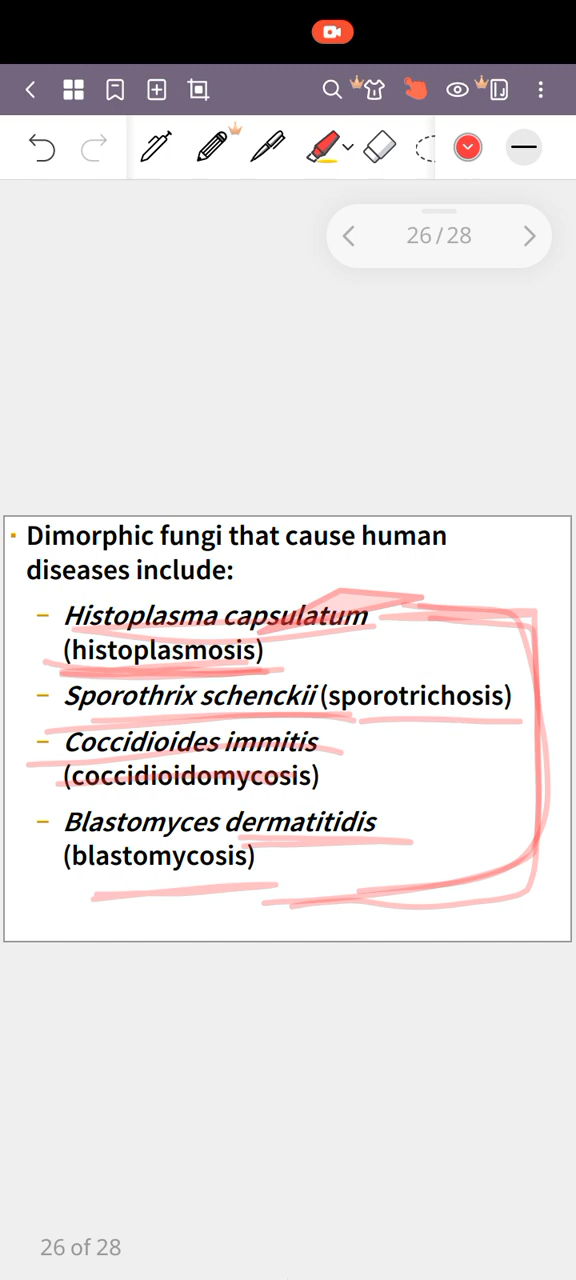 26 / 28
Dimorphic fungi that cause human
diseases include:
– Histoplasma capsulatum
(histoplasmosis)
– Sporothrix schenckii (sporotrichosis)
– Coccidioides immitis
(coccidioidomycosis)
– Blastomyces dermatitidis
(blastomycosis)
26 of 28